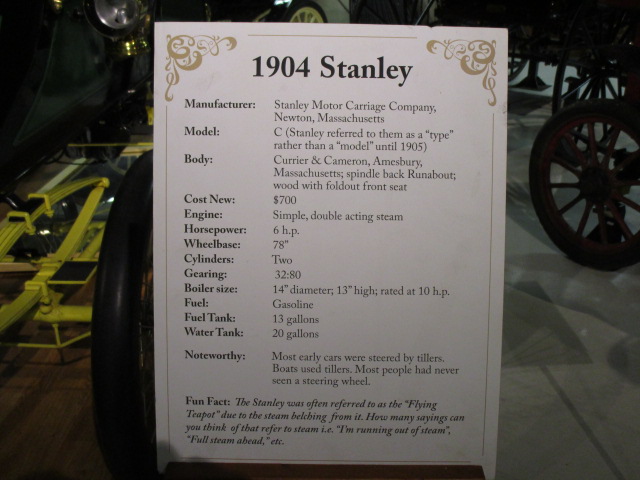 1904 Stanley
Manufacturer: Stanley Motor Carriage Company,
Newton, Massachusetts
Model: C (Stanley referred to them as a "type"
rather than a "model" until 1905)
Body: Currier & Cameron, Amesbury,
Massachusetts; spindle back Runabout;
wood with foldout front seat
Cost New: $700
Engine: Simple, double acting steam
Horsepower: 6 h.p.
Wheelbase: 78"
Cylinders: Two
Gearing: 32:80
Boiler size: 14" diameter; 13" high; rated at 10 h.p.
Fuel: Gasoline
Fuel Tank: 13 gallons
Water Tank: 20 gallons
Noteworthy: Most early cars were steered by tillers.
Boats used tillers. Most people had never
seen a steering wheel.
Fun Fact: The Stanley was often referred to as the "Flying
Teapot" due to the steam belching from it. How many sayings can
you think of that refer to steam i.e. "I'm running out of steam",
"Full steam ahead," etc.